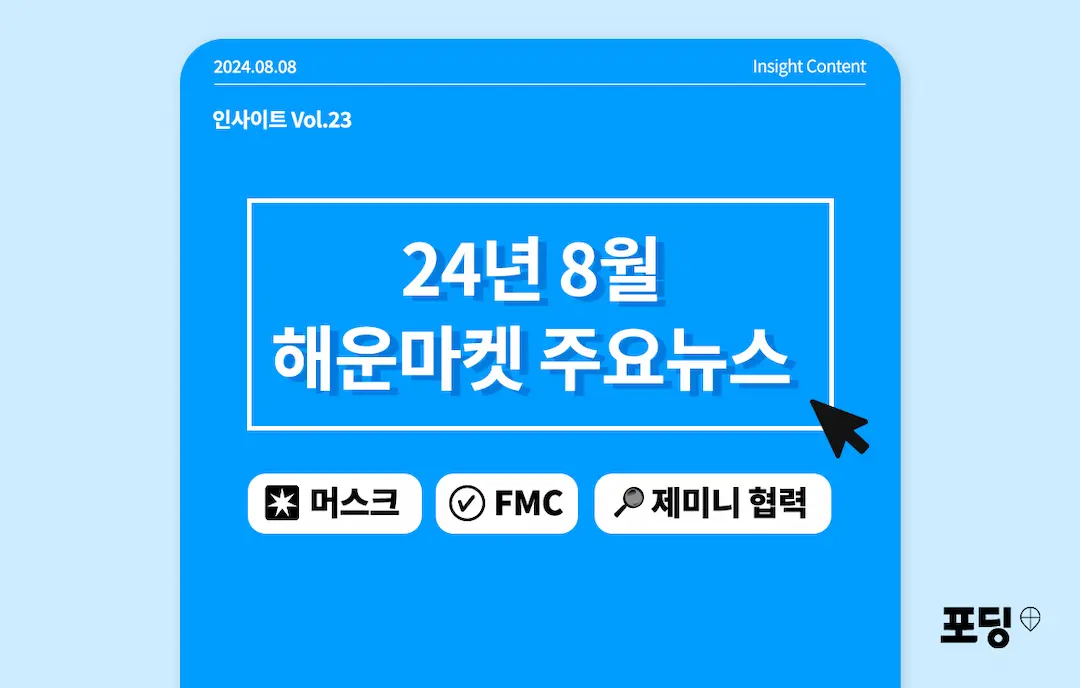 2024.08.08 Insight Content
인사이트 Vol.23
24년 8월
해운마켓 주요뉴스
머스크 FMC 제미니 협력
포딩